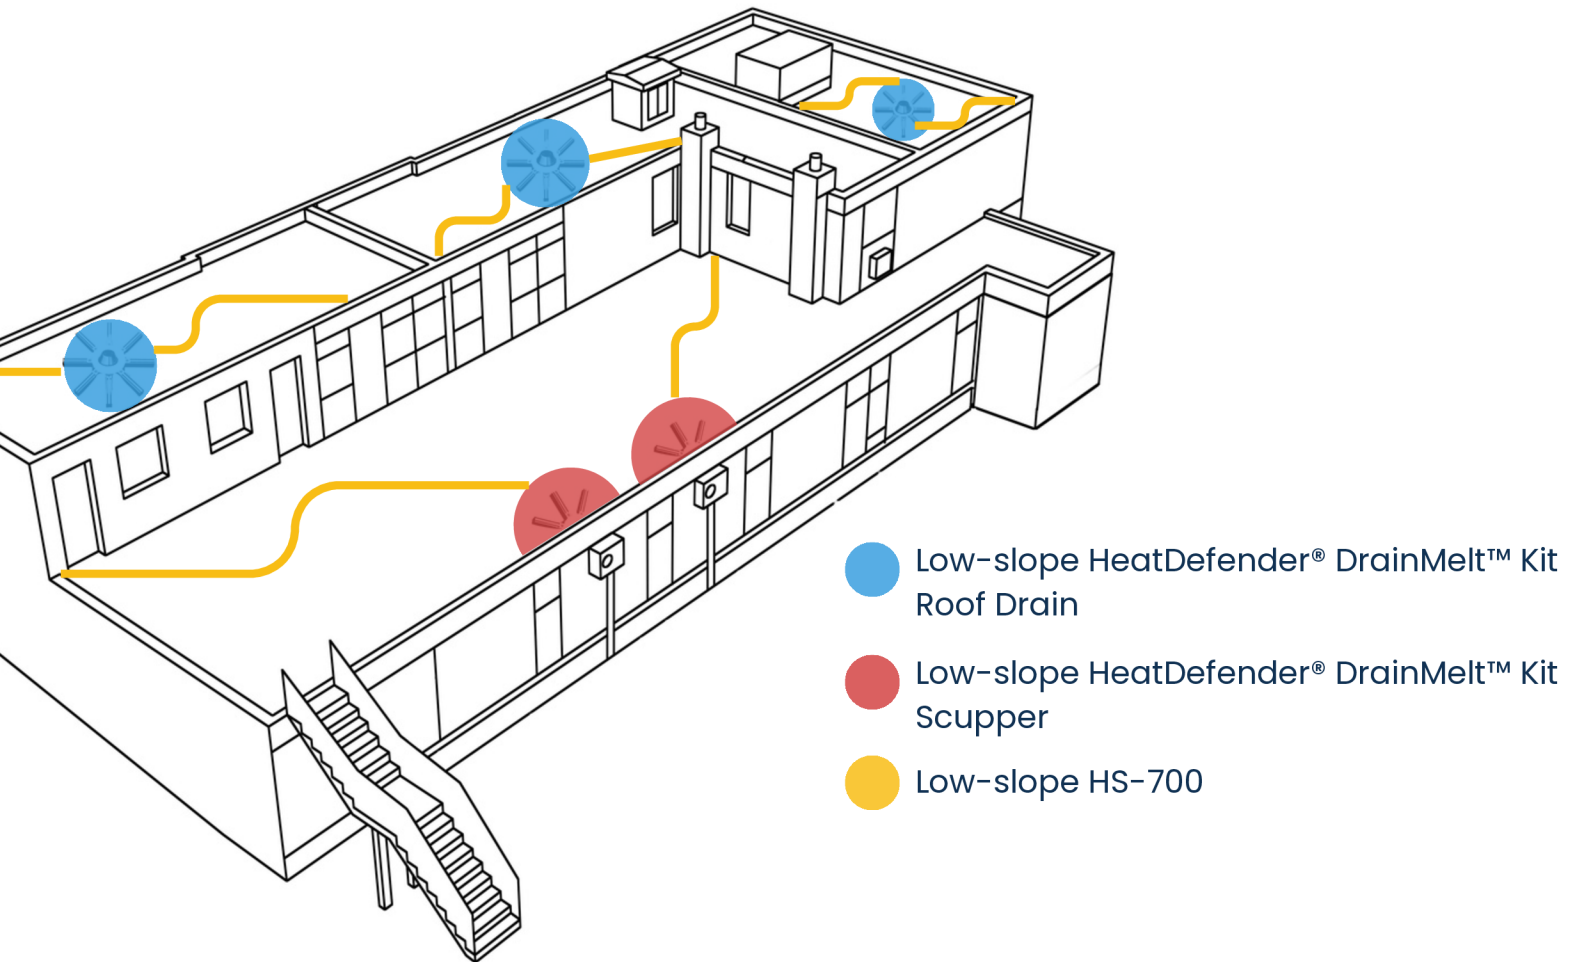 Low-slope HeatDefender® DrainMelt™ Kit
Roof Drain
Low-slope HeatDefender® DrainMelt™ Kit
Scupper
Low-slope HS-700